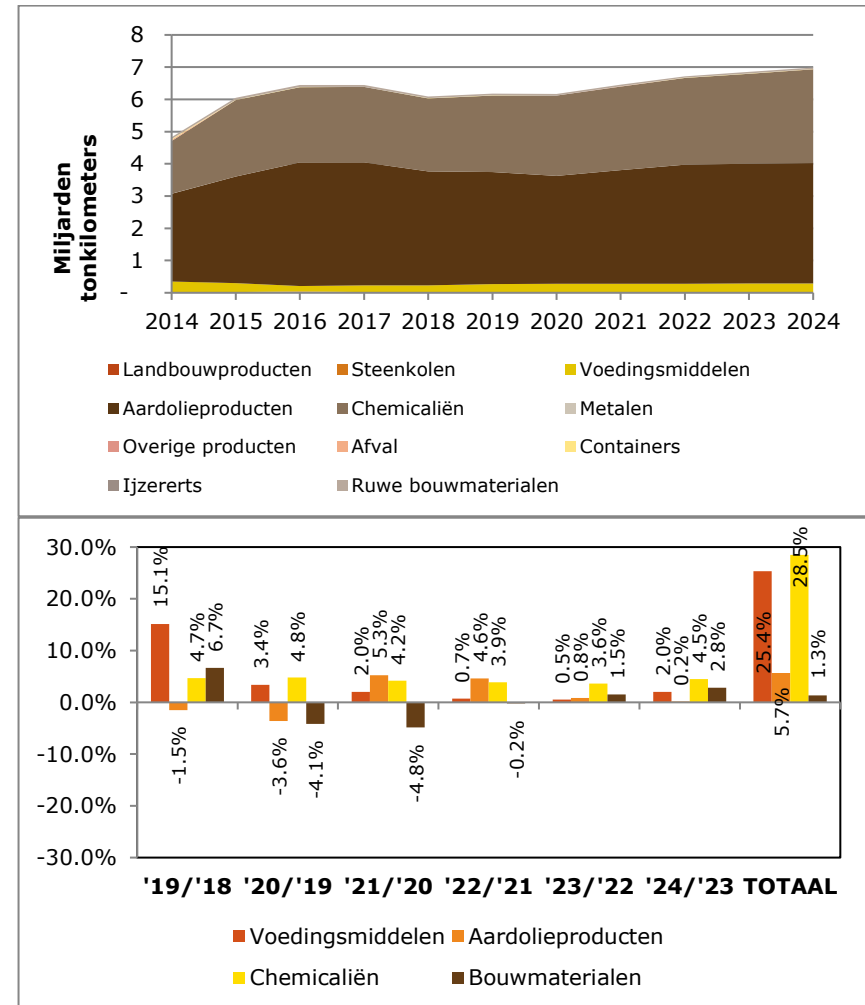 8
7
6
5
4
3
2
1
-
Miljarden
tonkilometers
2014 2015 2016 2017 2018 2019 2020 2021 2022 2023 2024
Landbouwproducten Steenkolen Voedingsmiddelen
Aardolieproducten Chemicaliën Metalen
Overige producten Afval Containers
Ijzererts Ruwe bouwmaterialen
30.0%
20.0%
10.0%
0.0%
-10.0%
-20.0%
-30.0%
15.1% -1.5% 4.7% 6.7%
3.4% -3.6% 4.8% -4.1%
2.0% 5.3% 4.2% -4.8%
0.7% 4.6% 3.9% -0.2%
0.5% 0.8% 3.6% 1.5%
2.0% 0.2% 4.5% 2.8%
25.4% 5.7% 28.5% 1.3%
'19/'18 '20/'19 '21/'20 '22/'21 '23/'22 '24/'23 TOTAAL
Voedingsmiddelen Aardolieproducten
Chemicaliën Bouwmaterialen